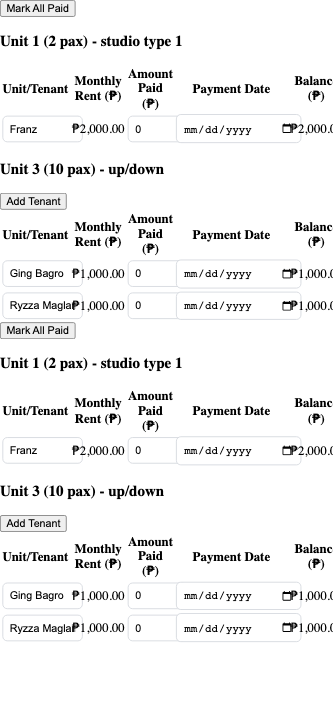 Mark All Paid
Unit 1 (2 pax) - studio type 1
Unit/Tenant Monthly Rent (₱) Amount Paid (₱) Payment Date Balanc (₱)
Franz ₱2,000.00 0 mm/dd/yyyy ₱2,000.0
Unit 3 (10 pax) - up/down
Add Tenant
Unit/Tenant Monthly Rent (₱) Amount Paid (₱) Payment Date Balanc (₱)
Ging Bagro ₱1,000.00 0 mm/dd/yyyy ₱1,000.0
Ryzza Magla ₱1,000.00 0 mm/dd/yyyy ₱1,000.0
Mark All Paid
Unit 1 (2 pax) - studio type 1
Unit/Tenant Monthly Rent (₱) Amount Paid (₱) Payment Date Balanc (₱)
Franz ₱2,000.00 0 mm/dd/yyyy ₱2,000.0
Unit 3 (10 pax) - up/down
Add Tenant
Unit/Tenant Monthly Rent (₱) Amount Paid (₱) Payment Date Balanc (₱)
Ging Bagro ₱1,000.00 0 mm/dd/yyyy ₱1,000.0
Ryzza Magla ₱1,000.00 0 mm/dd/yyyy ₱1,000.0